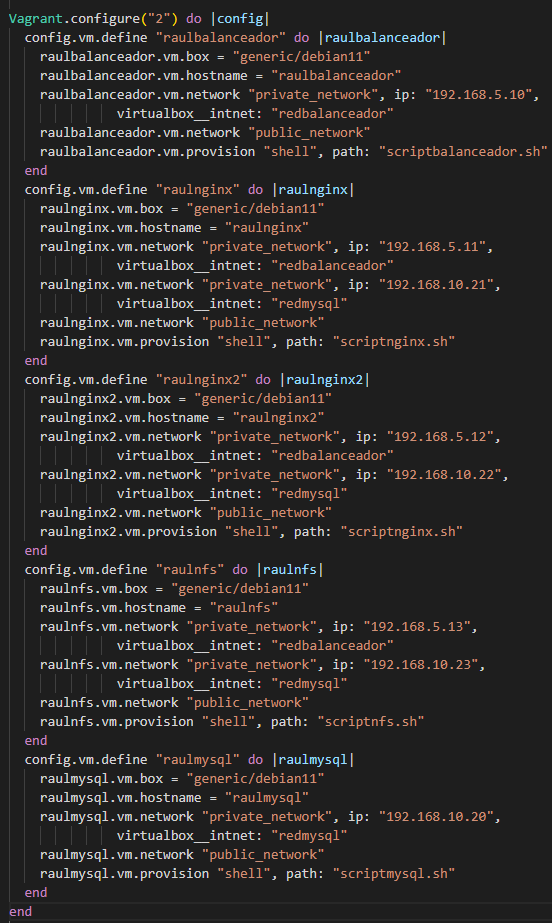 Vagrant.configure("2") do |config|
  config.vm.define "raulbalanceador" do |raulbalanceador|
    raulbalanceador.vm.box = "generic/debian11"
    raulbalanceador.vm.hostname = "raulbalanceador"
    raulbalanceador.vm.network "private_network", ip: "192.168.5.10",
              virtualbox__intnet: "redbalanceador"
    raulbalanceador.vm.network "public_network"
    raulbalanceador.vm.provision "shell", path: "scriptbalanceador.sh"
  end
  config.vm.define "raulnginx" do |raulnginx|
    raulnginx.vm.box = "generic/debian11"
    raulnginx.vm.hostname = "raulnginx"
    raulnginx.vm.network "private_network", ip: "192.168.5.11",
              virtualbox__intnet: "redbalanceador"
    raulnginx.vm.network "private_network", ip: "192.168.10.21",
              virtualbox__intnet: "redmysql"
    raulnginx.vm.network "public_network"
    raulnginx.vm.provision "shell", path: "scriptnginx.sh"
  end
  config.vm.define "raulnginx2" do |raulnginx2|
    raulnginx2.vm.box = "generic/debian11"
    raulnginx2.vm.hostname = "raulnginx2"
    raulnginx2.vm.network "private_network", ip: "192.168.5.12",
              virtualbox__intnet: "redbalanceador"
    raulnginx2.vm.network "private_network", ip: "192.168.10.22",
              virtualbox__intnet: "redmysql"
    raulnginx2.vm.network "public_network"
    raulnginx2.vm.provision "shell", path: "scriptnginx.sh"
  end
  config.vm.define "raulnfs" do |raulnfs|
    raulnfs.vm.box = "generic/debian11"
    raulnfs.vm.hostname = "raulnfs"
    raulnfs.vm.network "private_network", ip: "192.168.5.13",
              virtualbox__intnet: "redbalanceador"
    raulnfs.vm.network "private_network", ip: "192.168.10.23",
              virtualbox__intnet: "redmysql"
    raulnfs.vm.network "public_network"
    raulnfs.vm.provision "shell", path: "scriptnfs.sh"
  end
  config.vm.define "raulmysql" do |raulmysql|
    raulmysql.vm.box = "generic/debian11"
    raulmysql.vm.hostname = "raulmysql"
    raulmysql.vm.network "private_network", ip: "192.168.10.20",
              virtualbox__intnet: "redmysql"
    raulmysql.vm.network "public_network"
    raulmysql.vm.provision "shell", path: "scriptmysql.sh"
  end
end